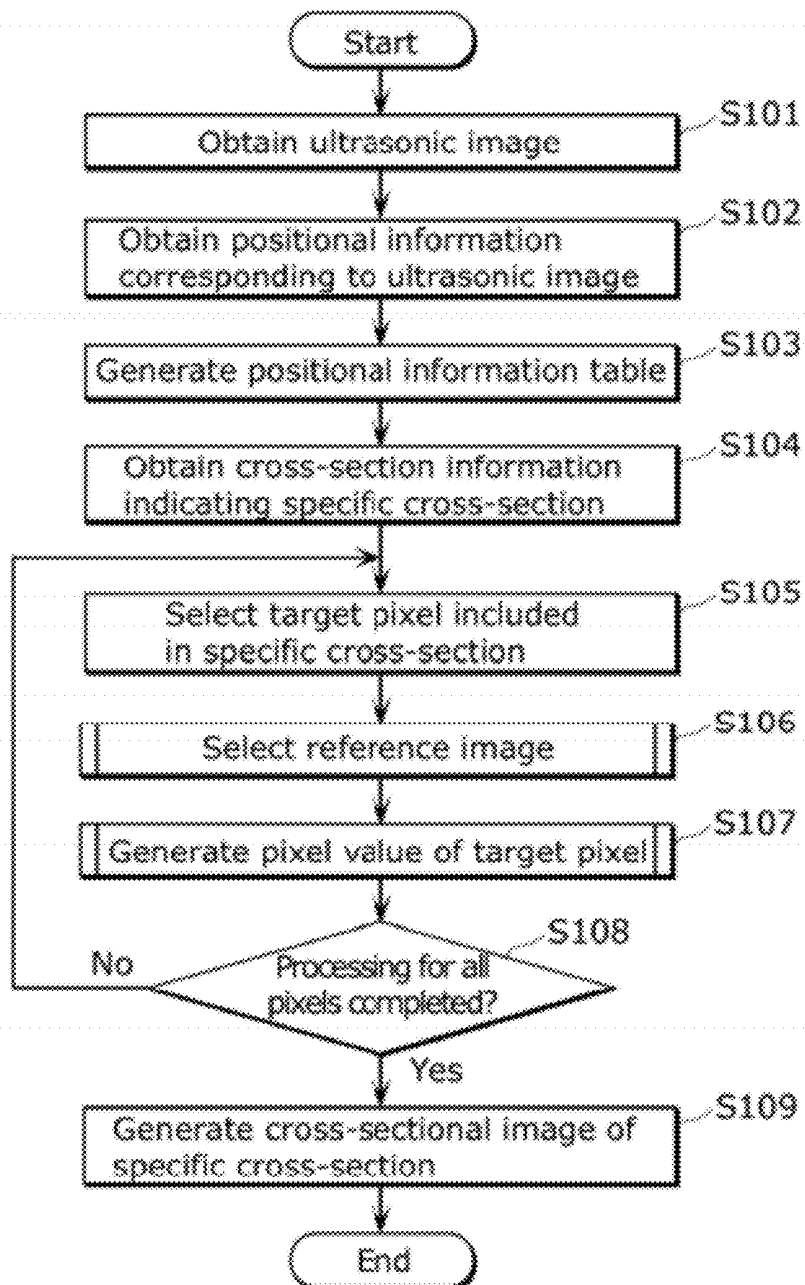 Start
S101
Obtain ultrasonic image
S102
Obtain positional information
corresponding to ultrasonic image
S103
Generate positional information table
S104
Obtain cross-section information
indicating specific cross-section
S105
Select target pixel included
in specific cross-section
S106
Select reference image
S107
Generate pixel value of target pixel
S108
No
Processing for all
pixels completed?
Yes
S109
Generate cross-sectional image of
specific cross-section
End